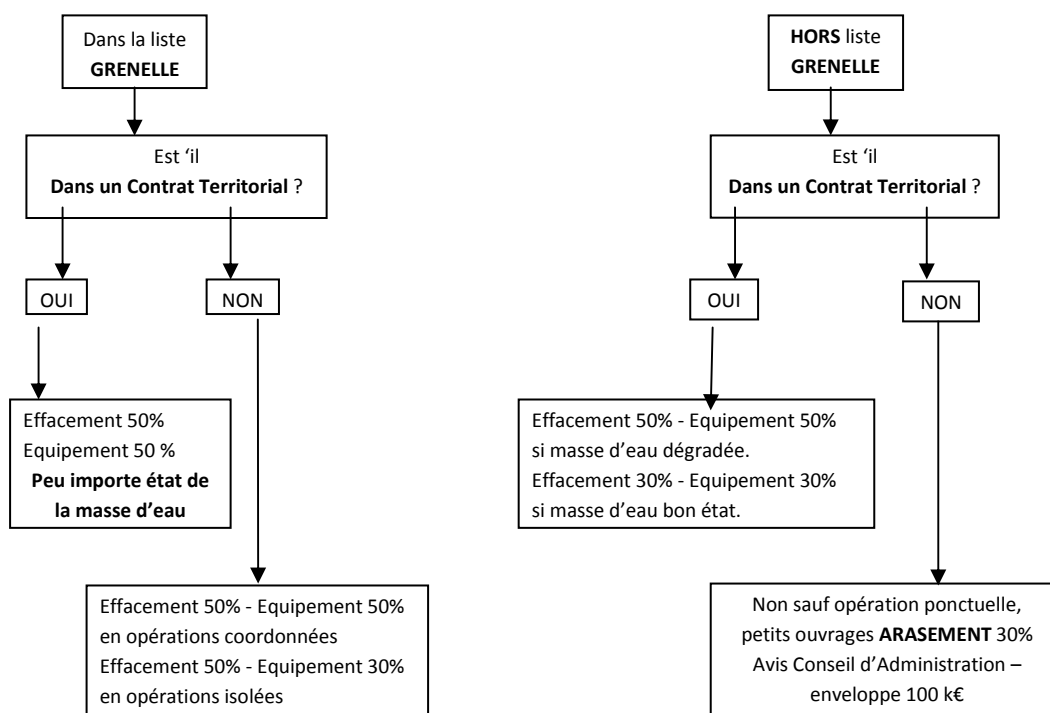 Dans la liste
GRENELLE
Est ‘il
Dans un Contrat Territorial ?
OUI
NON
Effacement 50%
Equipement 50 %
Peu importe état de
la masse d’eau
Effacement 50% - Equipement 50%
en opérations coordonnées
Effacement 50% - Equipement 30%
en opérations isolées
HORS liste
GRENELLE
Est ‘il
Dans un Contrat Territorial ?
OUI
NON
Effacement 50% - Equipement 50%
si masse d’eau dégradée.
Effacement 30% - Equipement 30%
si masse d’eau bon état.
Non sauf opération ponctuelle,
petits ouvrages ARASEMENT 30%
Avis Conseil d’Administration –
enveloppe 100 k€